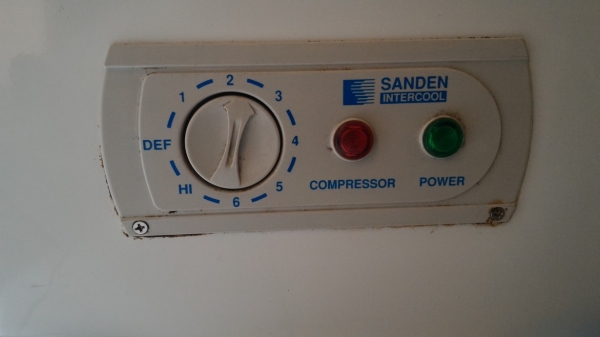 SANDEN
INTERCOOL
DEF
1
2
3
4
5
6
HI
COMPRESSOR
POWER